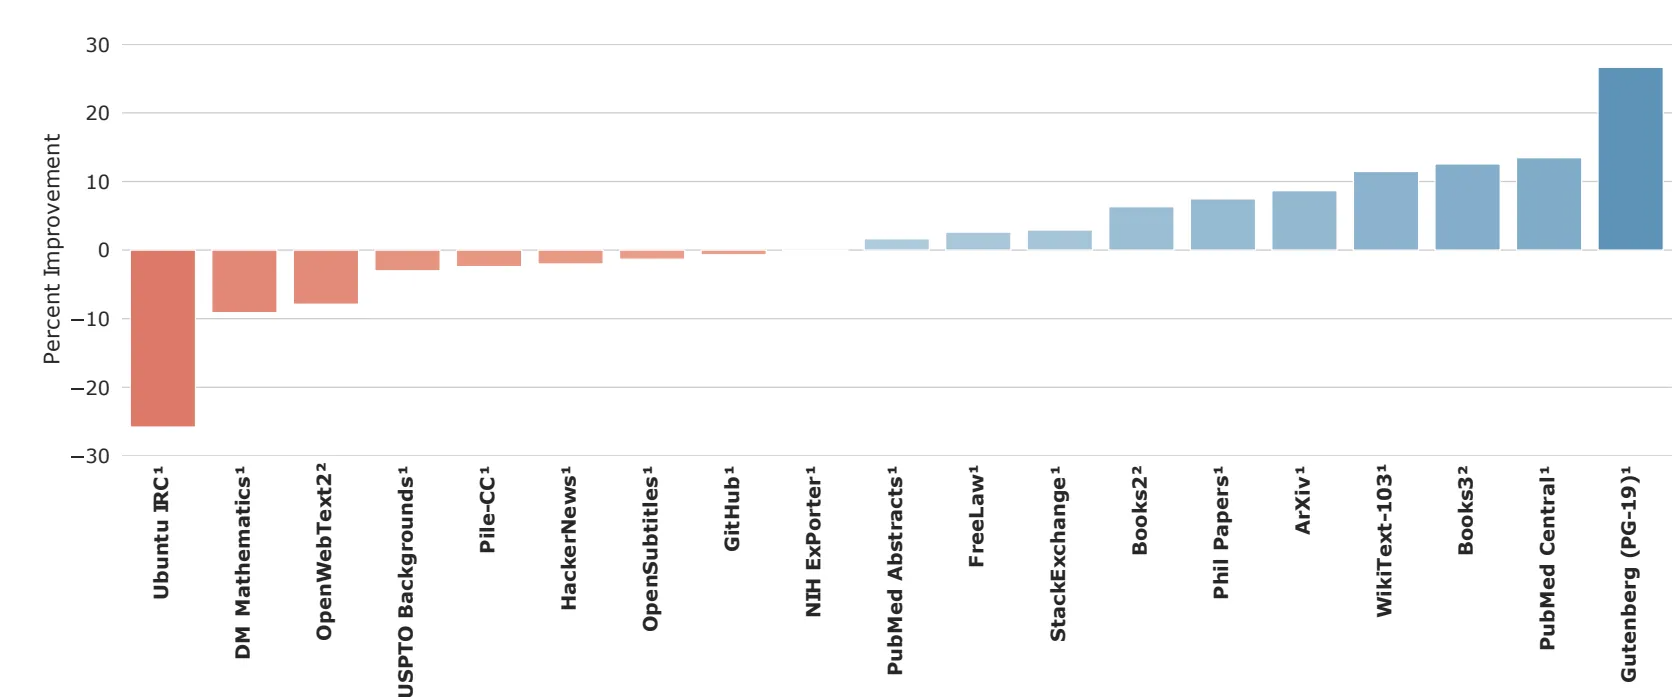 30
20
10
0
−10
−20
−30
Percent Improvement
Ubuntu IRC¹
DM Mathematics¹
OpenWebText2²
USPTO Backgrounds¹
Pile-CC¹
HackerNews¹
OpenSubtitles¹
GitHub¹
NIH ExPorter¹
PubMed Abstracts¹
FreeLaw¹
StackExchange¹
Books2²
Phil Papers¹
ArXiv¹
WikiText-103¹
Books3²
PubMed Central¹
Gutenberg (PG-19)¹